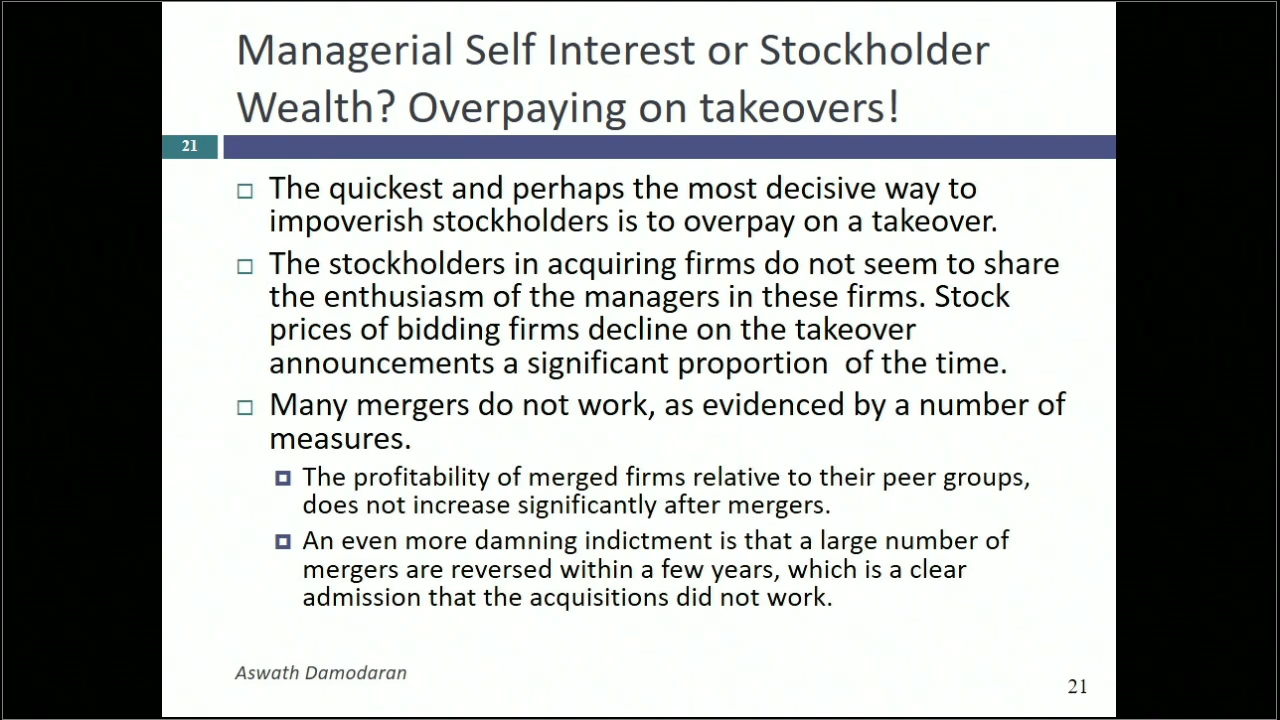 Managerial Self Interest or Stockholder
Wealth? Overpaying on takeovers!
21
The quickest and perhaps the most decisive way to
impoverish stockholders is to overpay on a takeover.
The stockholders in acquiring firms do not seem to share
the enthusiasm of the managers in these firms. Stock
prices of bidding firms decline on the takeover
announcements a significant proportion  of the time.
Many mergers do not work, as evidenced by a number of
measures.
The profitability of merged firms relative to their peer groups,
does not increase significantly after mergers.
An even more damning indictment is that a large number of
mergers are reversed within a few years, which is a clear
admission that the acquisitions did not work.
Aswath Damodaran
21